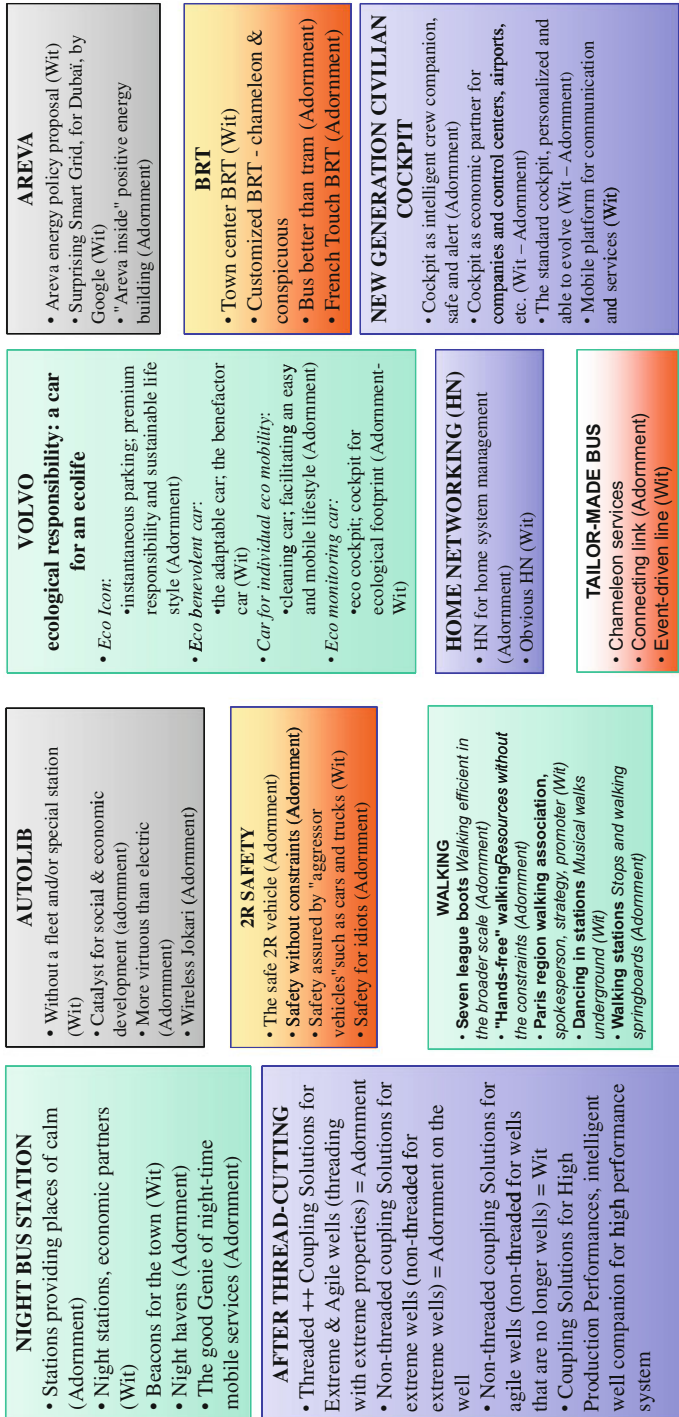 NIGHT BUS STATION
• Stations providing places of calm
(Adornment)
• Night stations, economic partners
(Wit)
• Beacons for the town (Wit)
• Night havens (Adornment)
• The good Genie of night-time
mobile services (Adornment)
AUTOLIB
• Without a fleet and/or special station
(Wit)
• Catalyst for social & economic
development (adornment)
• More virtuous than electric
(Adornment)
• Wireless Jokari (Adornment)
VOLVO
ecological responsibility: a car
for an ecolife
• Eco Icon:
•instantaneous parking; premium
responsibility and sustainable life
style (Adornment)
• Eco benevolent car:
•the adaptable car; the benefactor
car (Wit)
• Car for individual eco mobility:
•cleaning car; facilitating an easy
and mobile lifestyle (Adornment)
• Eco monitoring car:
•eco cockpit; cockpit for
ecological footprint (Adornment-
Wit)
AREVA
• Areva energy policy proposal (Wit)
• Surprising Smart Grid, for Dubaï, by
Google (Wit)
• "Areva inside" positive energy
building (Adornment)
AFTER THREAD-CUTTING
• Threaded ++ Coupling Solutions for
Extreme & Agile wells (threading
with extreme properties) = Adornment
• Non-threaded coupling Solutions for
extreme wells (non-threaded for
extreme wells) = Adornment on the
well
• Non-threaded coupling Solutions for
agile wells (non-threaded for wells
that are no longer wells) = Wit
• Coupling Solutions for High
Production Performances, intelligent
well companion for high performance
system
2R SAFETY
• The safe 2R vehicle (Adornment)
• Safety without constraints (Adornment)
• Safety assured by "aggressor
vehicles"such as cars and trucks (Wit)
• Safety for idiots (Adornment)
WALKING
• Seven league boots Walking efficient in
the broader scale (Adornment)
• "Hands-free" walkingResources without
the constraints (Adornment)
• Paris region walking association,
spokesperson, strategy, promoter (Wit)
• Dancing in stations Musical walks
underground (Wit)
• Walking stations Stops and walking
springboards (Adornment)
HOME NETWORKING (HN)
• HN for home system management
(Adornment)
• Obvious HN (Wit)
TAILOR-MADE BUS
• Chameleon services
• Connecting link (Adornment)
• Event-driven line (Wit)
BRT
• Town center BRT (Wit)
• Customized BRT - chameleon &
conspicuous
• Bus better than tram (Adornment)
• French Touch BRT (Adornment)
NEW GENERATION CIVILIAN
COCKPIT
• Cockpit as intelligent crew companion,
safe and alert (Adornment)
• Cockpit as economic partner for
companies and control centers, airports,
etc. (Wit – Adornment)
• The standard cockpit, personalized and
able to evolve (Wit – Adornment)
• Mobile platform for communication
and services (Wit)